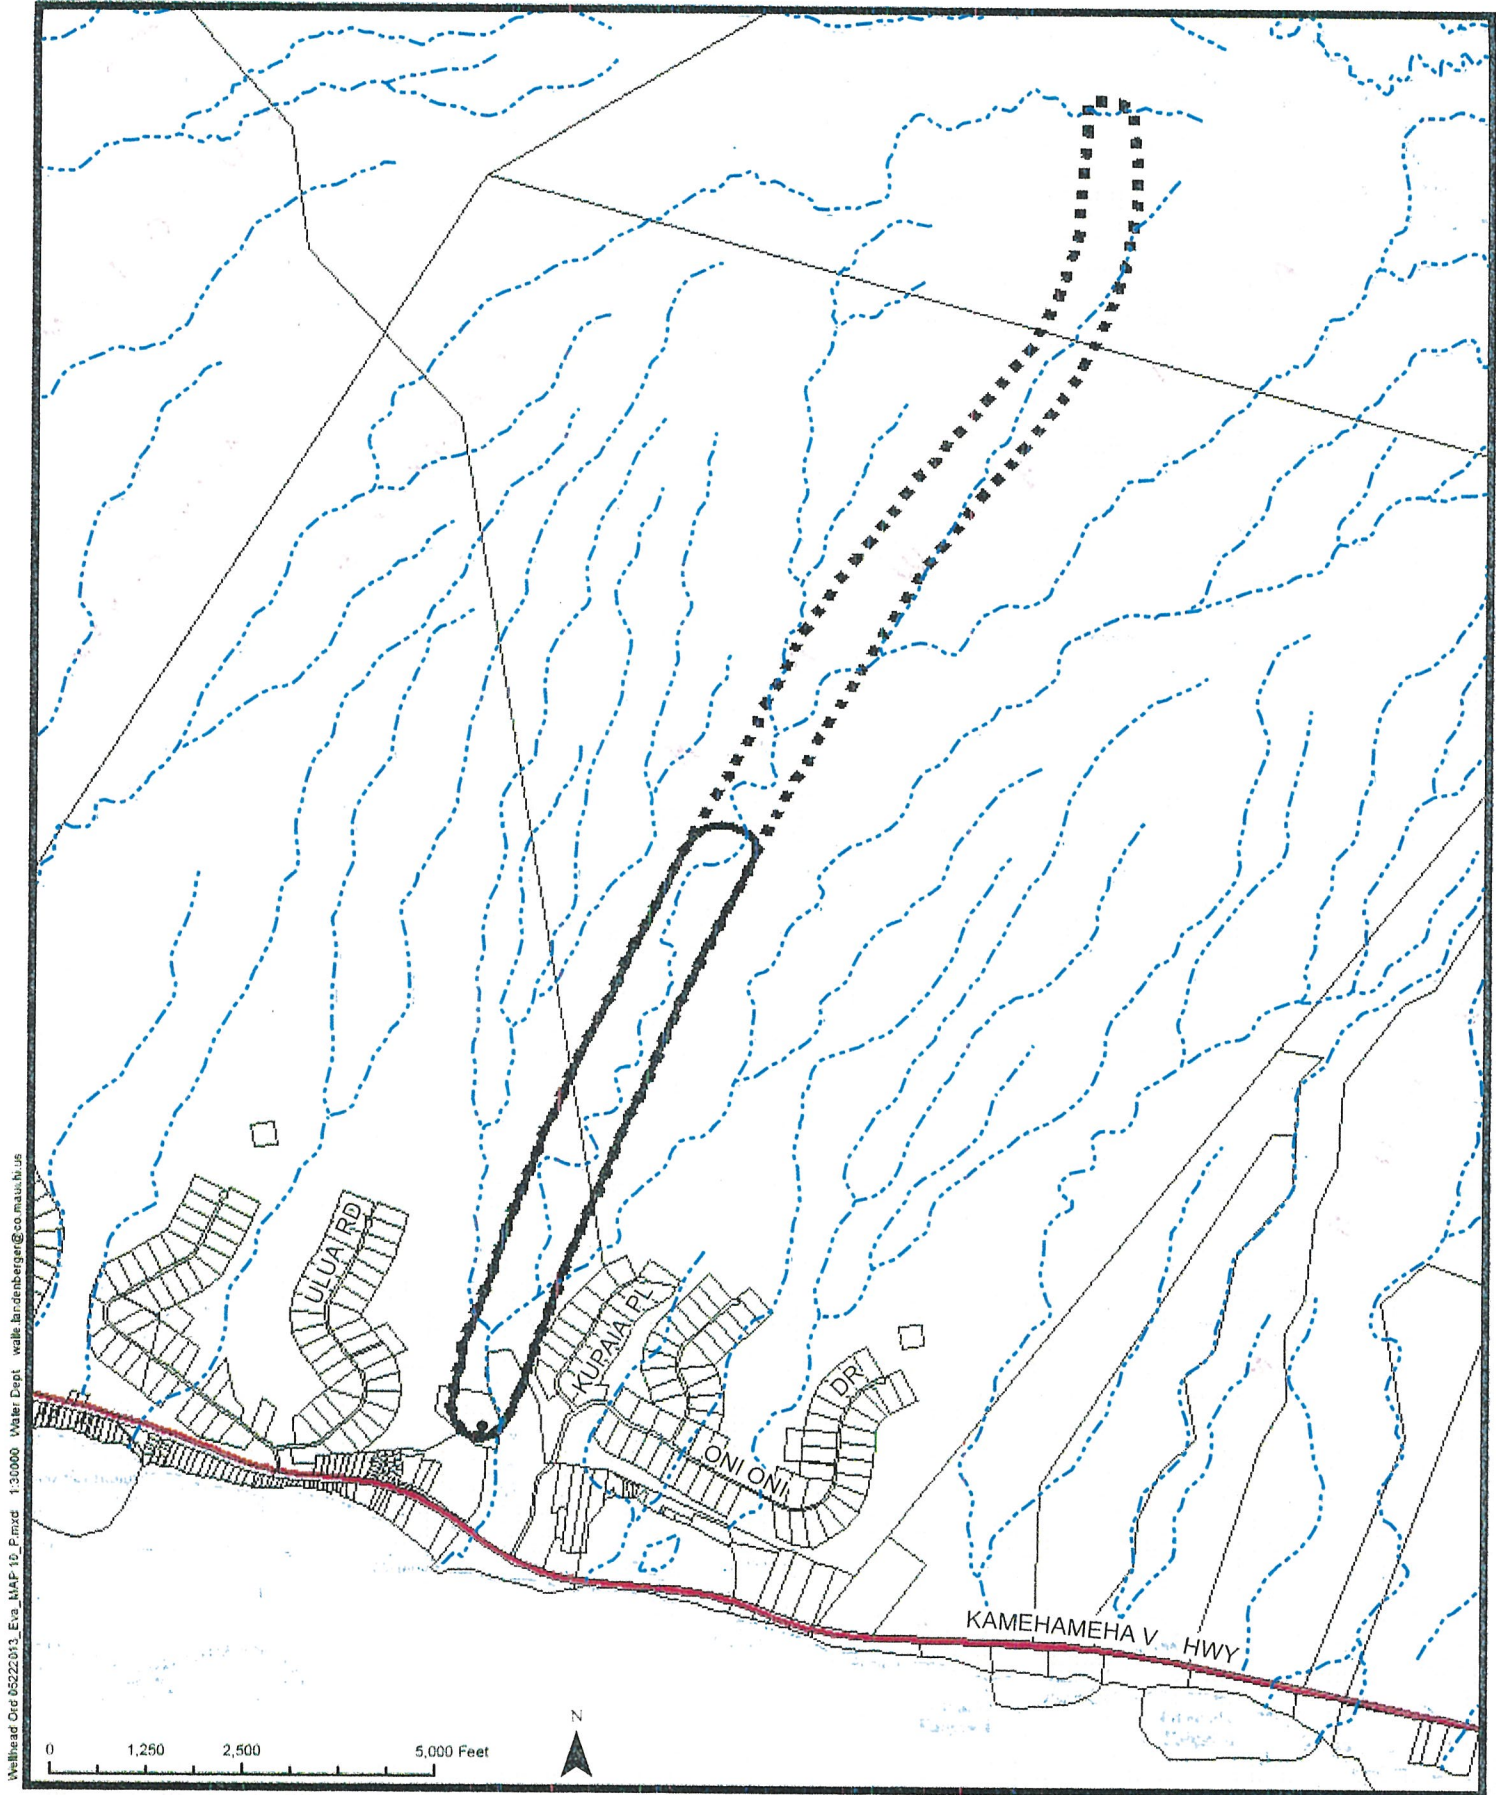 ULUA RD
KUPAIA PL
DR
ONI ONI
KAMEHAMEHA V HWY
N
0 1,250 2,500 5,000 Feet
Wellhead Ord 05222013_Eva_MAP 10_P.mxd 1:30000 Water Dept walle.landenberger@co.maui.hi.us